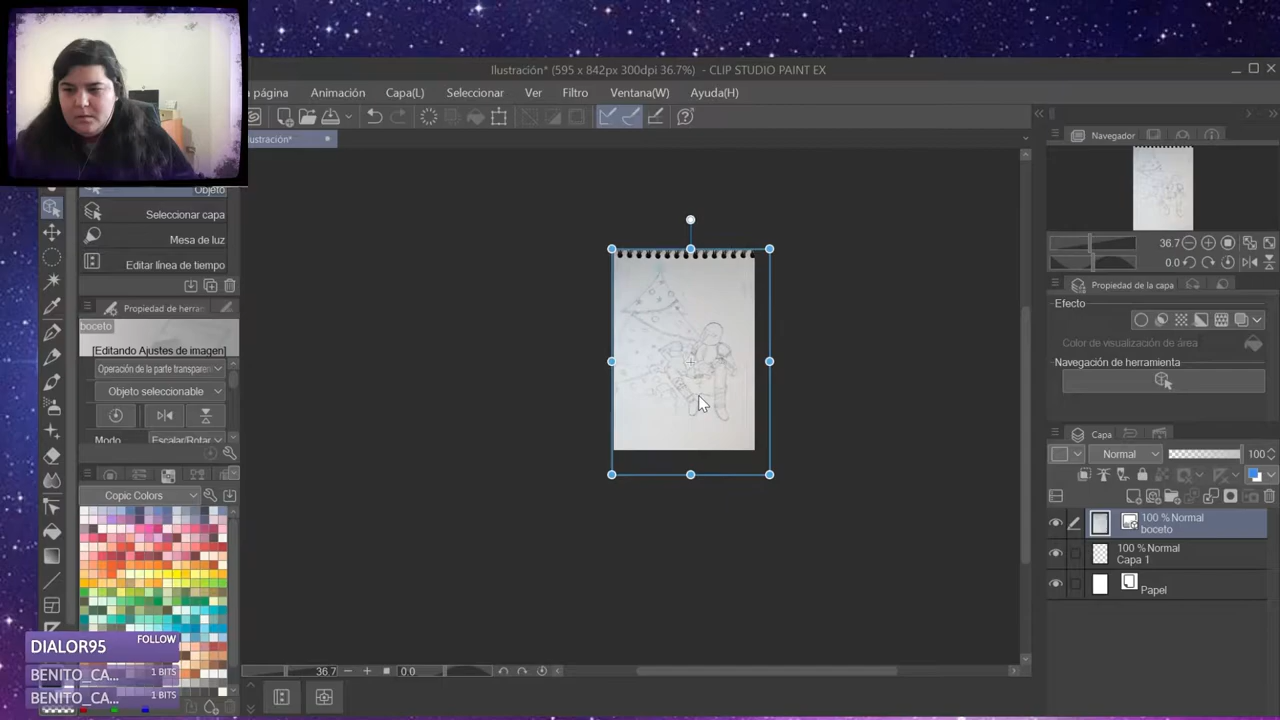 Ilustración* (595 x 842px 300dpi 36.7%) - CLIP STUDIO PAINT EX
a página Animación Capa(L) Seleccionar Ver Filtro Ventana(W) Ayuda(H)
lustración*
Objeto
Seleccionar capa
Mesa de luz
Editar línea de tiempo
Propiedad de herrar
boceto
[Editando Ajustes de imagen]
Operación de la parte transparen
Objeto seleccionable
Modo Escalar/Rotar
Copic Colors
DIALOR95 FOLLOW
BENITO_CA... 1 BITS
BENITO_CA... 1 BITS
36.7 0.0
Navegador
36.7
0.0
Propiedad de la capa
Efecto
Color de visualización de área
Navegación de herramienta
Capa
Normal 100
100 % Normal
boceto
100 % Normal
Capa 1
Papel